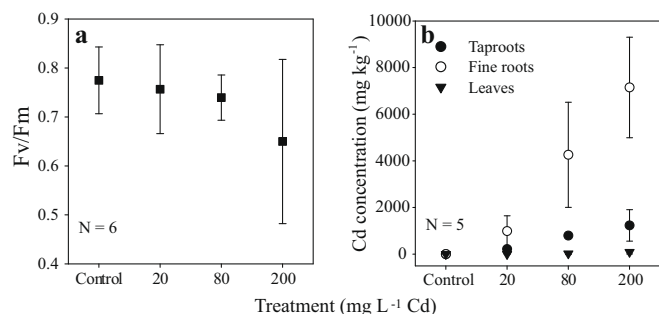 a
Fv/Fm
0.9
0.8
0.7
0.6
0.5
0.4
N = 6
Control 20 80 200
b
Cd concentration (mg kg⁻¹)
10000
8000
6000
4000
2000
0
Taproots
Fine roots
Leaves
N = 5
Control 20 80 200
Treatment (mg L⁻¹ Cd)